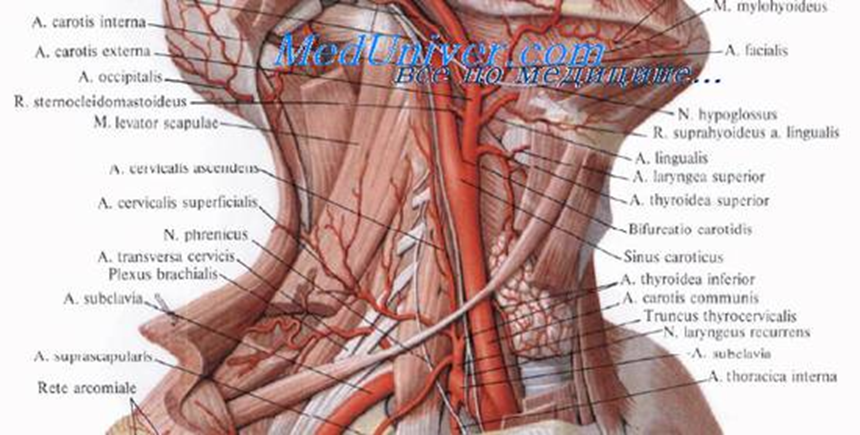 A. carotis interna
A. carotis externa
A. occipitalis
R. sternocleidomastoideus
M. levator scapulae
A. cervicalis ascendens
A. cervicalis superficialis
N. phrenicus
A. transversa cervicis
Plexus brachialis
A. subclavia
A. suprascapularis
Rete arcomiale
MedUniver.com
Все по медицине...
M. mylohyoideus
A. facialis
N. hypoglossus
R. suprahyoideus a. lingualis
A. lingualis
A. laryngea superior
A. thyroidea superior
Bifurcatio carotidis
Sinus caroticus
A. thyroidea inferior
A. carotis communis
Truncus thyrocervicalis
N. laryngeus recurrens
A. subclavia
A. thoracica interna